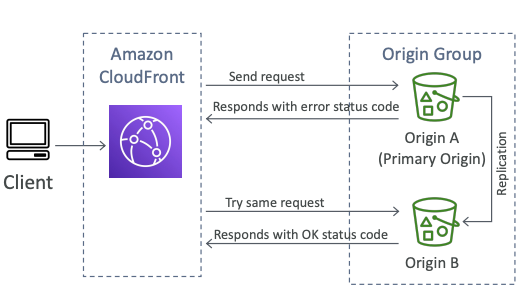 Amazon
CloudFront
Origin Group
Send request
Responds with error status code
Origin A
(Primary Origin)
Client
Replication
Try same request
Responds with OK status code
Origin B